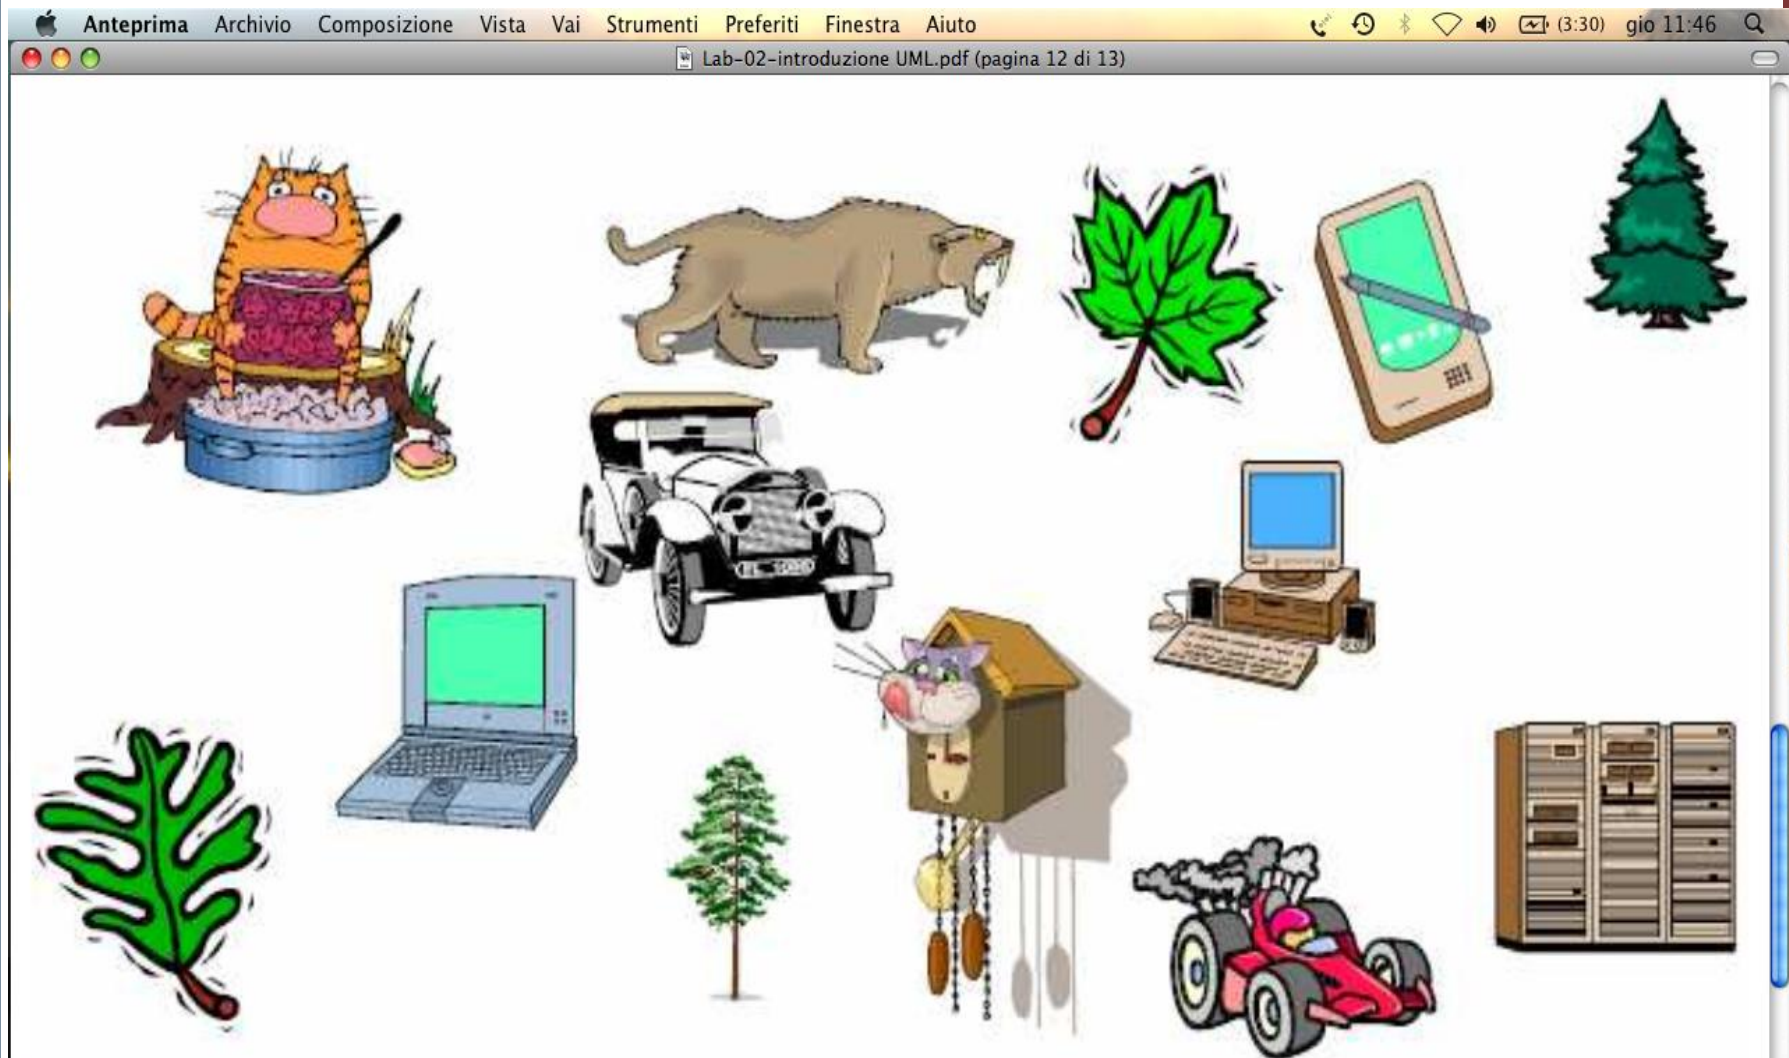 Anteprima Archivio Composizione Vista Vai Strumenti Preferiti Finestra Aiuto (3:30) gio 11:46
Lab-02-introduzione UML.pdf (pagina 12 di 13)